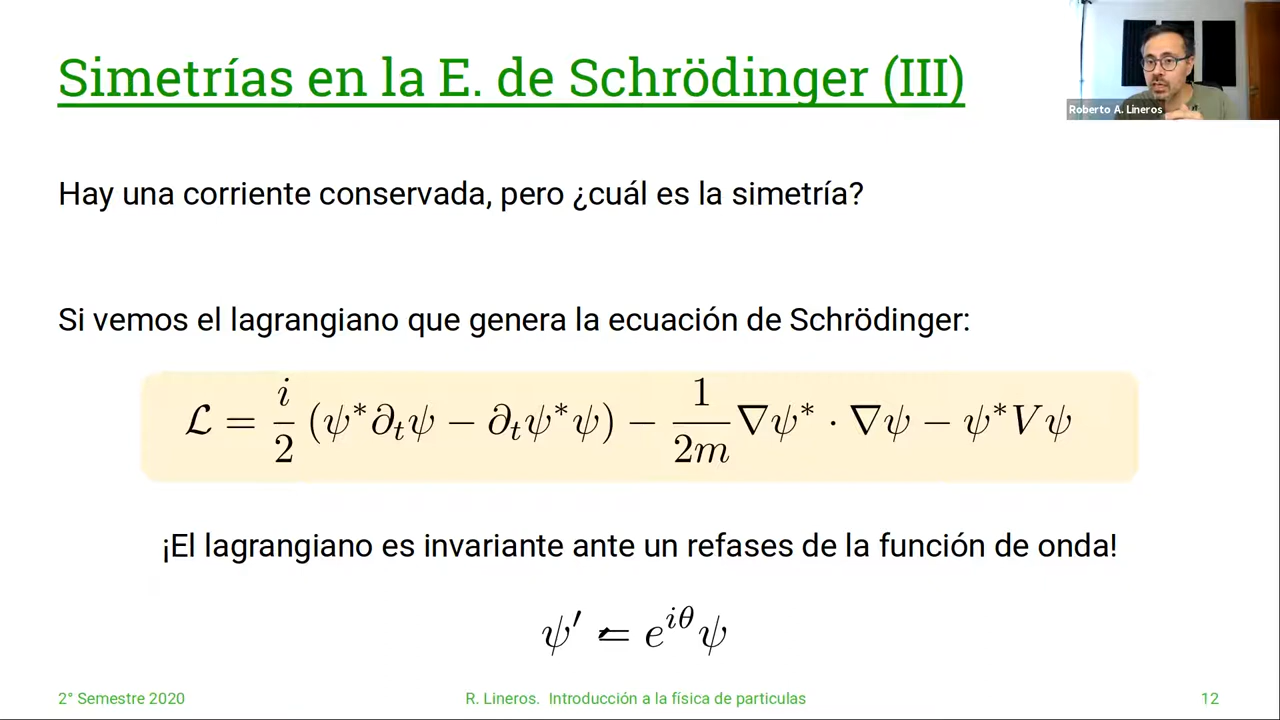 Simetrías en la E. de Schrödinger (III)
Roberto A. Lineros
Hay una corriente conservada, pero ¿cuál es la simetría?
Si vemos el lagrangiano que genera la ecuación de Schrödinger:
ℒ = i/2 (ψ*∂ₜψ − ∂ₜψ*ψ) − 1/2m ∇ψ* · ∇ψ − ψ*Vψ
¡El lagrangiano es invariante ante un refases de la función de onda!
ψ′ = e^{iθ}ψ
2° Semestre 2020
R. Lineros. Introducción a la física de particulas
12